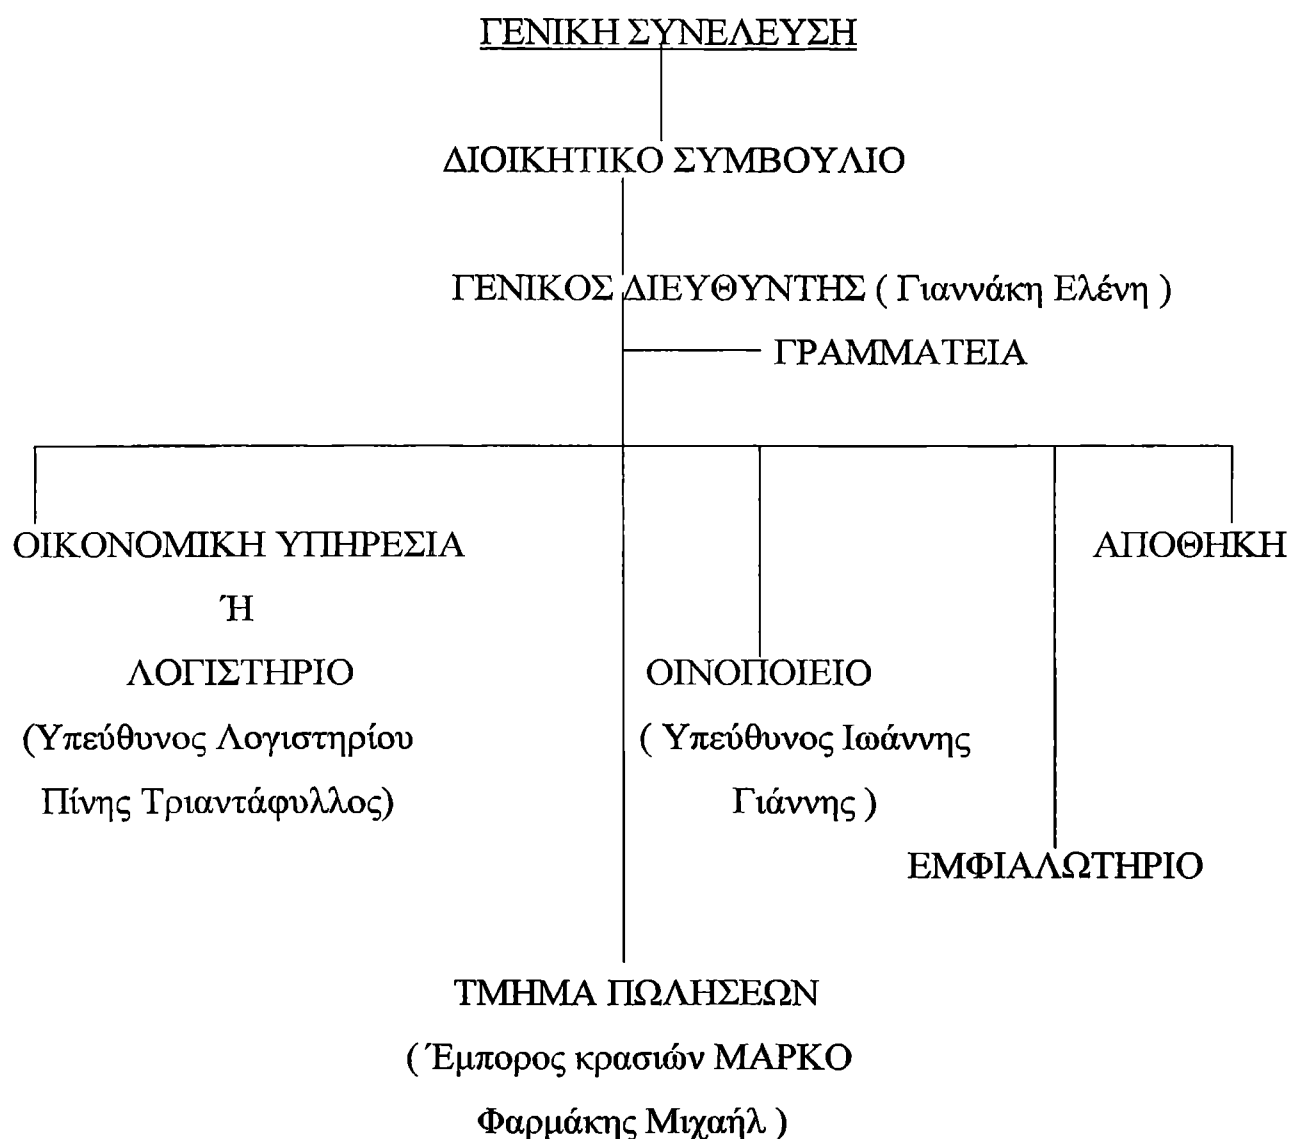 ΓΕΝΙΚΗ ΣΥΝΕΛΕΥΣΗ
ΔΙΟΙΚΗΤΙΚΟ ΣΥΜΒΟΥΛΙΟ
ΓΕΝΙΚΟΣ ΔΙΕΥΘΥΝΤΗΣ ( Γιαννάκη Ελένη )
ΓΡΑΜΜΑΤΕΙΑ
ΟΙΚΟΝΟΜΙΚΗ ΥΠΗΡΕΣΙΑ
Ή
ΛΟΓΙΣΤΗΡΙΟ
(Υπεύθυνος Λογιστηρίου
Πίνης Τριαντάφυλλος)
ΤΜΗΜΑ ΠΩΛΗΣΕΩΝ
( Έμπορος κρασιών ΜΑΡΚΟ
Φαρμάκης Μιχαήλ )
ΟΙΝΟΠΟΙΕΙΟ
( Υπεύθυνος Ιωάννης
Γιάννης )
ΕΜΦΙΑΛΩΤΗΡΙΟ
ΑΠΟΘΗΚΗ